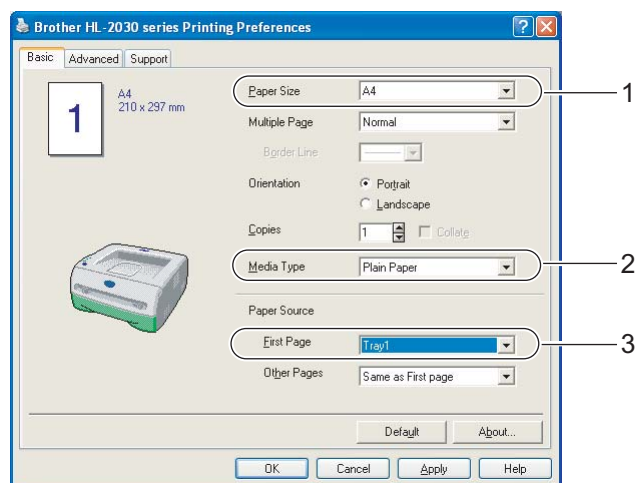 Brother HL-2030 series Printing Preferences
Basic Advanced Support
1
A4
210 x 297 mm
Paper Size A4 1
Multiple Page Normal
Border Line
Orientation Portrait
Landscape
Copies 1 Collate
Media Type Plain Paper 2
Paper Source
First Page Tray1 3
Other Pages Same as First page
Default About...
OK Cancel Apply Help